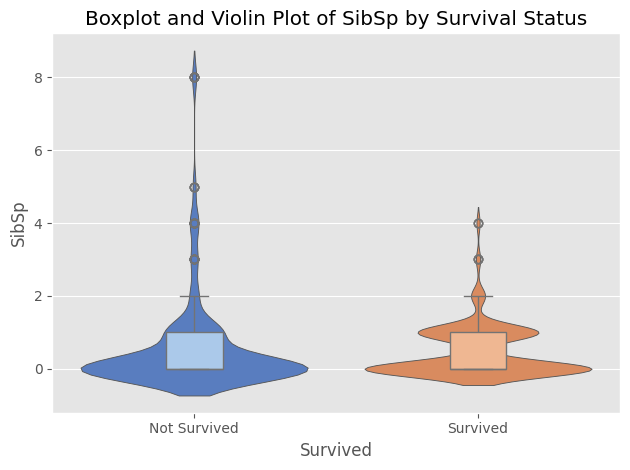 Boxplot and Violin Plot of SibSp by Survival Status
8
6
4
2
0
SibSp
Not Survived
Survived
Survived